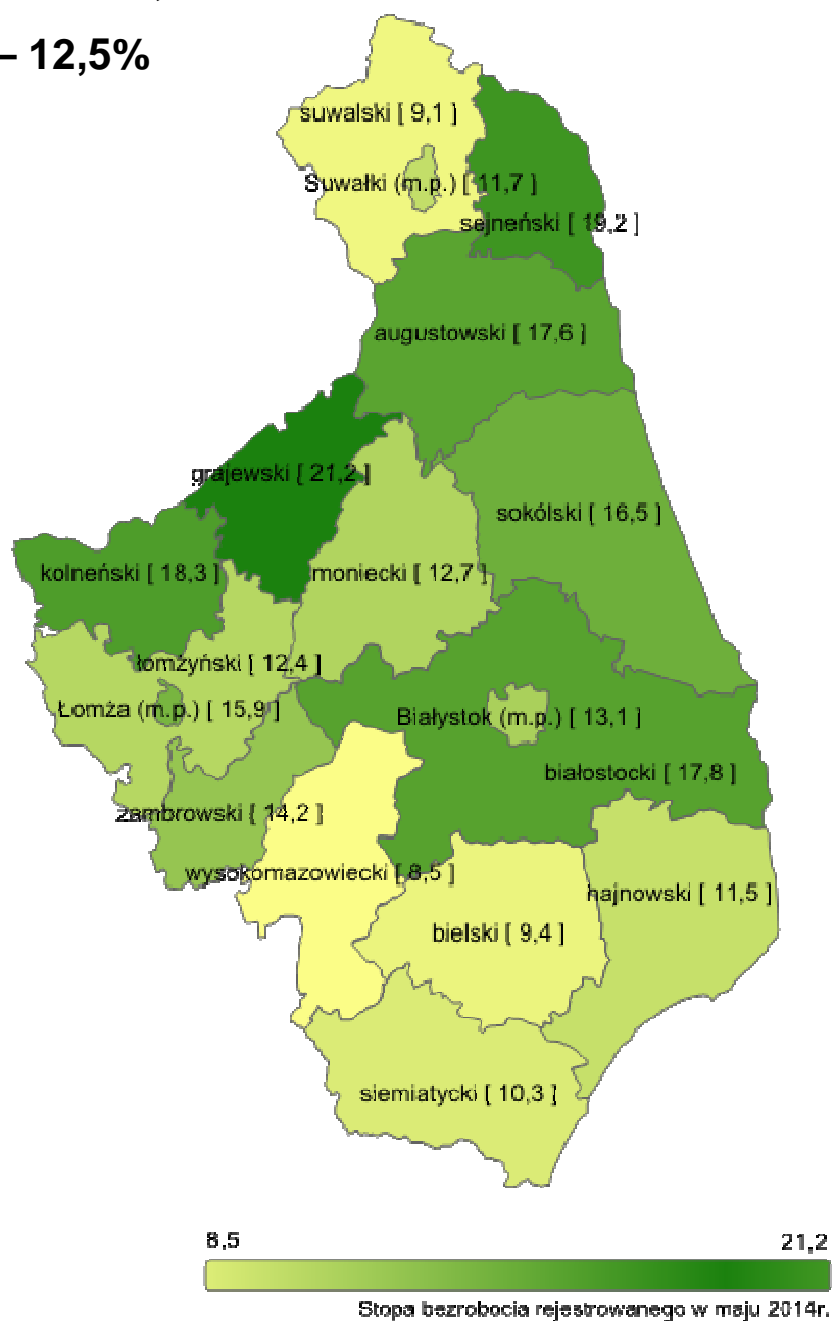 – 12,5%
suwalski [ 9,1 ]
Suwałki (m.p.) [ 11,7 ]
sejneński [ 19,2 ]
augustowski [ 17,6 ]
grajewski [ 21,2 ]
sokólski [ 16,5 ]
kolneński [ 18,3 ]
moniecki [ 12,7 ]
łomżyński [ 12,4 ]
Łomża (m.p.) [ 15,9 ]
Białystok (m.p.) [ 13,1 ]
białostocki [ 17,8 ]
zambrowski [ 14,2 ]
wysokomazowiecki [ 8,5 ]
hajnowski [ 11,5 ]
bielski [ 9,4 ]
siemiatycki [ 10,3 ]
8,5 21,2
Stopa bezrobocia rejestrowanego w maju 2014r.